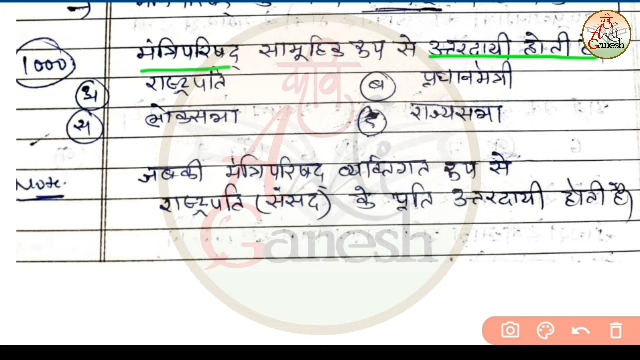 1000) मंत्रिपरिषद् सामूहिक रूप से उत्तरदायी होती है
अ राष्ट्रपति ब प्रधानमंत्री
स लोकसभा द राज्यसभा
Note. जबकी मंत्रिपरिषद् व्यक्तिगत रूप से
राष्ट्रपति (संसद) के प्रति उत्तरदायी होती है)
Ganesh
Ganesh